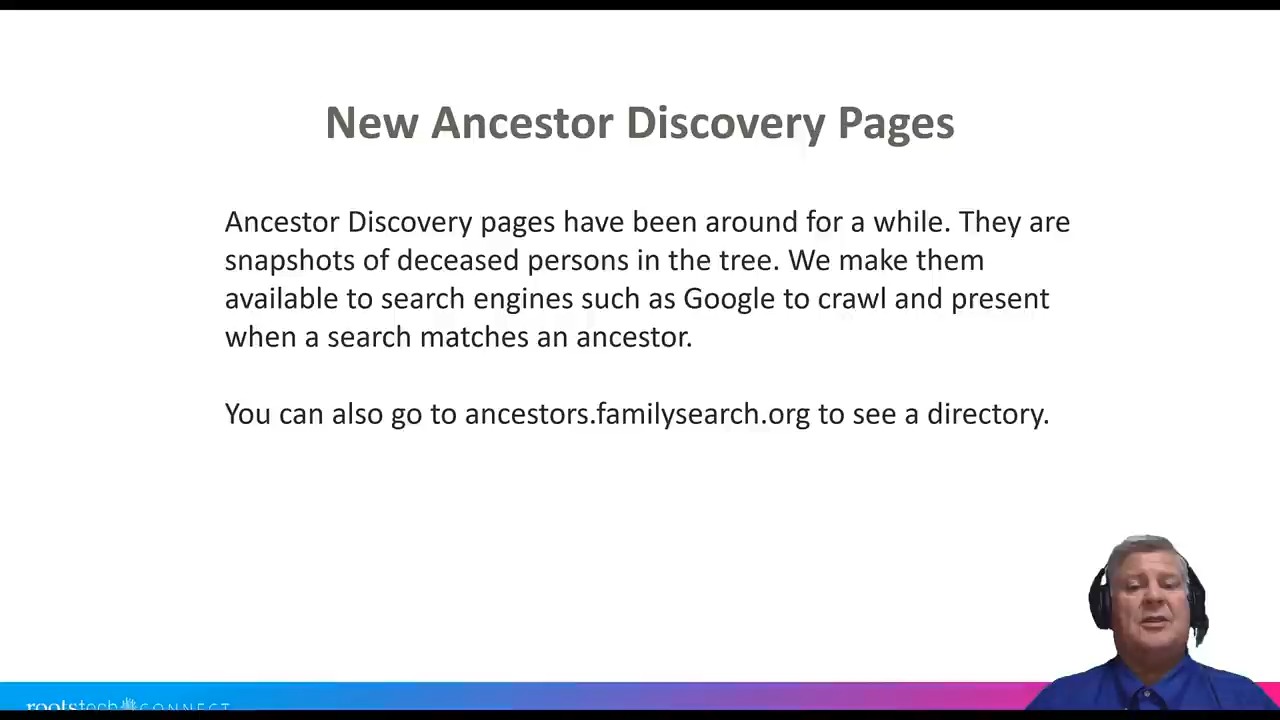 New Ancestor Discovery Pages
Ancestor Discovery pages have been around for a while. They are
snapshots of deceased persons in the tree. We make them
available to search engines such as Google to crawl and present
when a search matches an ancestor.
You can also go to ancestors.familysearch.org to see a directory.
rootstech CONNECT